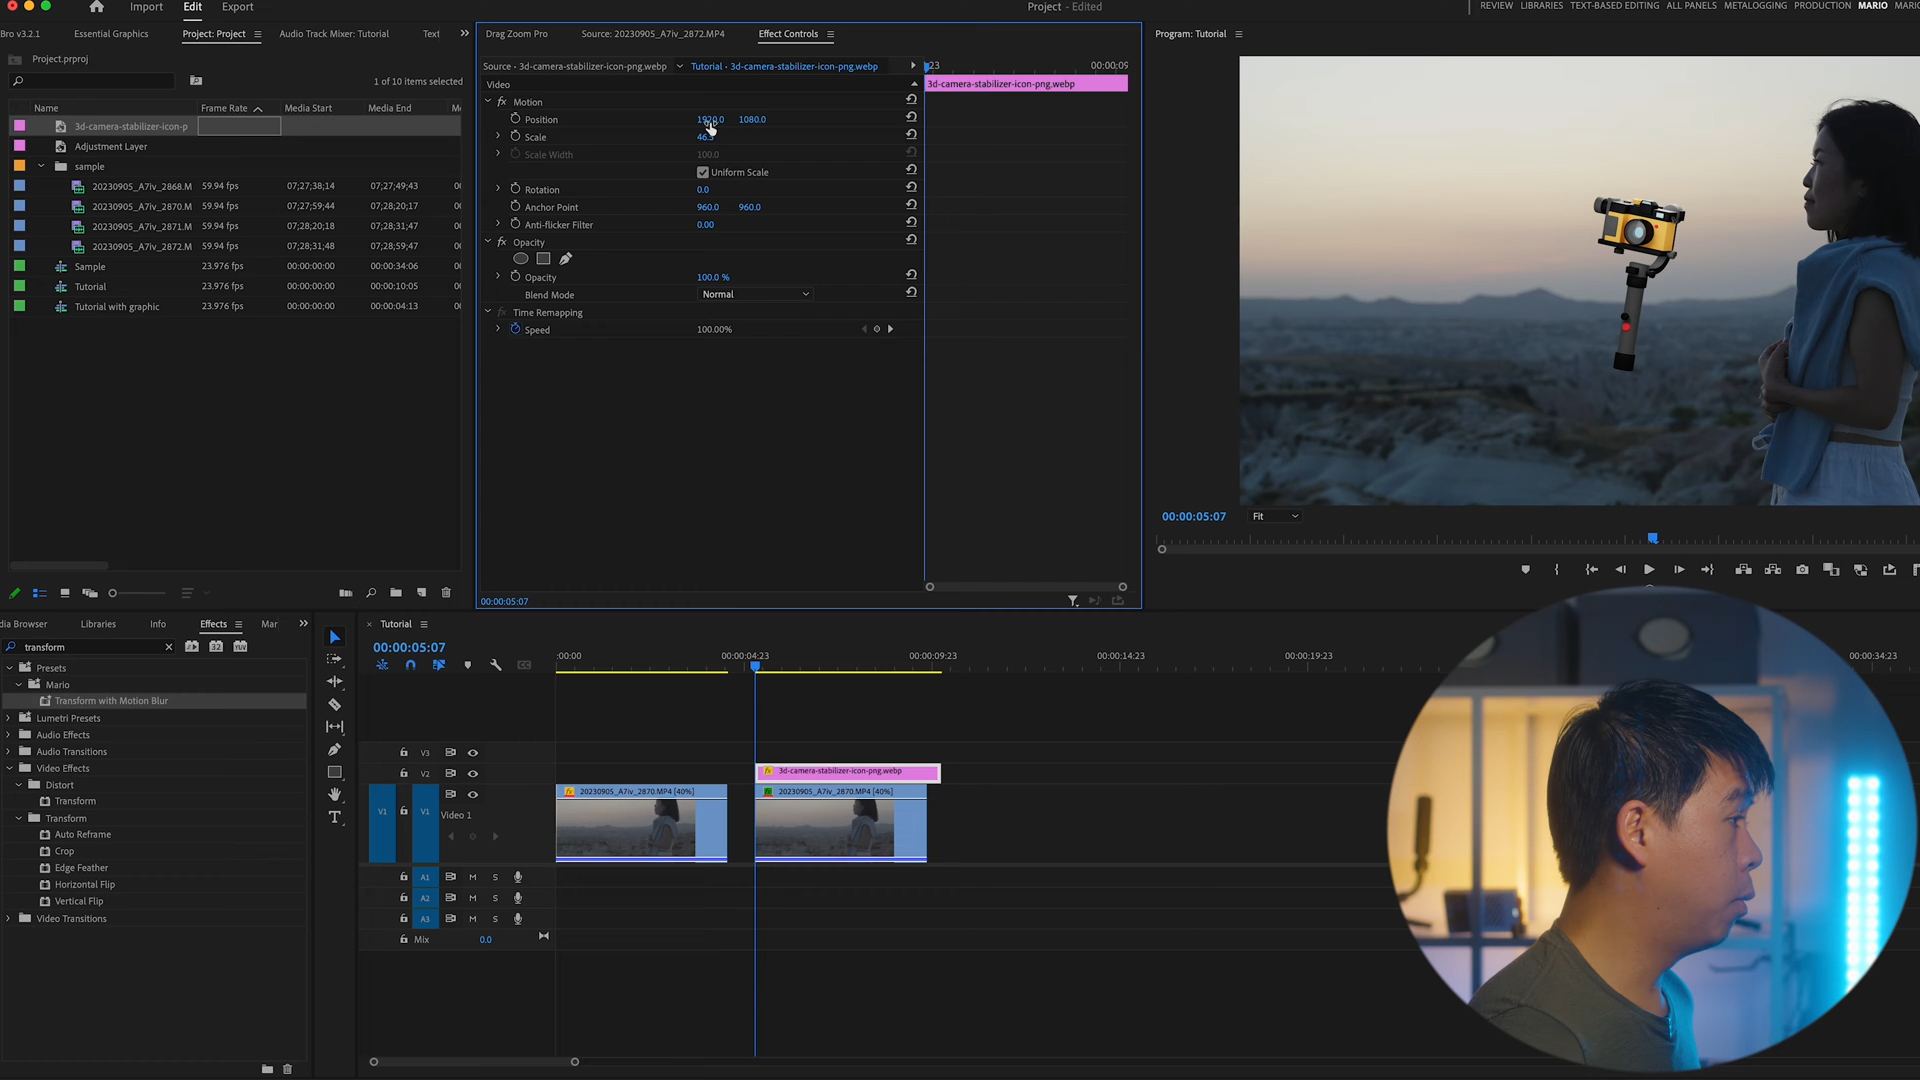 Import Edit Export Project - Edited REVIEW LIBRARIES TEXT-BASED EDITING ALL PANELS METALOGGING PRODUCTION MARIO
Bro v3.2.1 Essential Graphics Project: Project Audio Track Mixer: Tutorial Text
Drag Zoom Pro Source: 20230905_A7iv_2872.MP4 Effect Controls
Program: Tutorial
Project.prproj
1 of 10 items selected
Name Frame Rate Media Start Media End
3d-camera-stabilizer-icon-p
Adjustment Layer
sample
20230905_A7iv_2868.M 59.94 fps 07;27;38;14 07;27;49;43
20230905_A7iv_2870.M 59.94 fps 07;27;59;44 07;28;20;17
20230905_A7iv_2871.M 59.94 fps 07;28;20;18 07;28;31;47
20230905_A7iv_2872.M 59.94 fps 07;28;31;48 07;28;59;47
Sample 23.976 fps 00:00:00:00 00:00:34:06
Tutorial 23.976 fps 00:00:00:00 00:00:10:05
Tutorial with graphic 23.976 fps 00:00:00:00 00:00:04:13
Source · 3d-camera-stabilizer-icon-png.webp Tutorial · 3d-camera-stabilizer-icon-png.webp :23 00:00:09
Video 3d-camera-stabilizer-icon-png.webp
fx Motion
Position 1920.0 1080.0
Scale
Scale Width 100.0
Uniform Scale
Rotation 0.0
Anchor Point 960.0 960.0
Anti-flicker Filter 0.00
fx Opacity
Opacity 100.0 %
Blend Mode Normal
fx Time Remapping
Speed 100.00%
00:00:05:07
00:00:05:07 Fit
dia Browser Libraries Info Effects Mar
transform 32 YUV
Presets
Mario
Transform with Motion Blur
Lumetri Presets
Audio Effects
Audio Transitions
Video Effects
Distort
Transform
Transform
Auto Reframe
Crop
Edge Feather
Horizontal Flip
Vertical Flip
Video Transitions
Tutorial
00:00:05:07
:00:00 00:00:04:23 00:00:09:23 00:00:14:23 00:00:19:23 00:00:34:23
V3
V2 fx 3d-camera-stabilizer-icon-png.webp
V1 V1 fx 20230905_A7iv_2870.MP4 [40%] fx 20230905_A7iv_2870.MP4 [40%]
Video 1
A1 M S
A2 M S
A3 M S
Mix 0.0